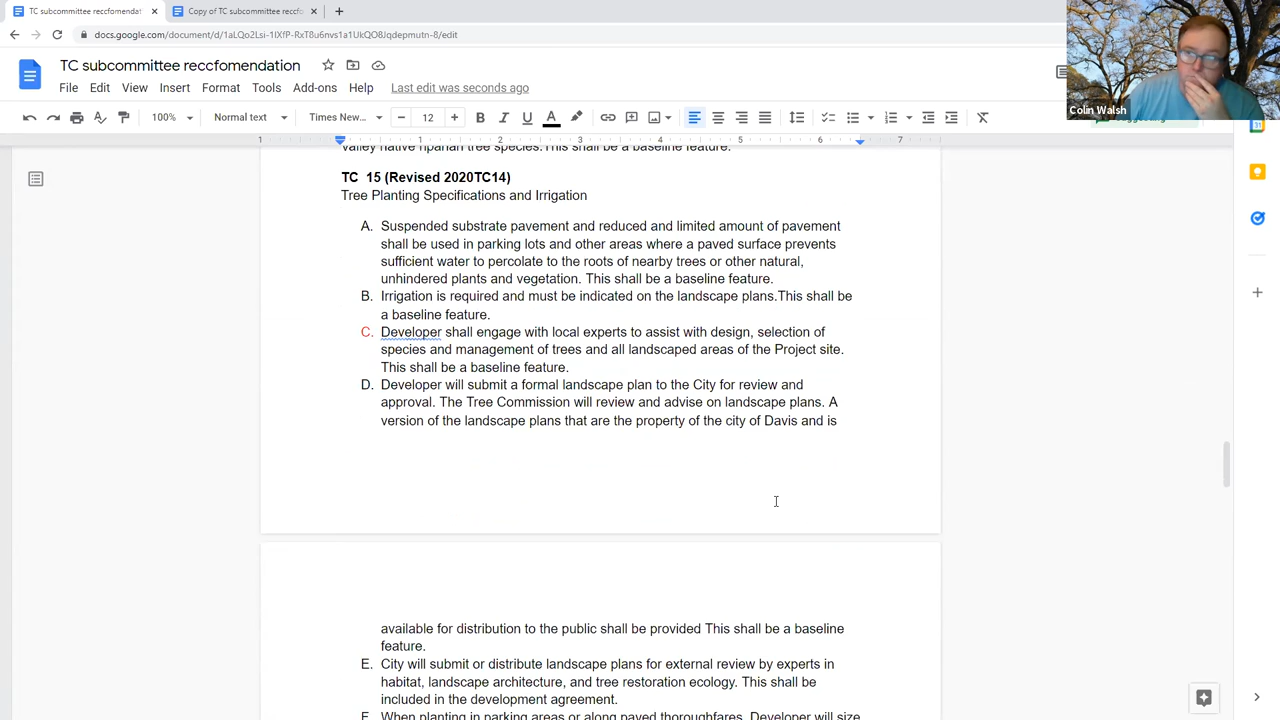 TC subcommittee reccfomendat
Copy of TC subcommittee reccf
docs.google.com/document/d/1aLQo2Lsi-1IXfP-RxT8u6nvs1a1UkQO8Jqdepmutn-8/edit
TC subcommittee reccfomendation
File Edit View Insert Format Tools Add-ons Help Last edit was seconds ago
Colin Walsh
100% Normal text Times New... 12 B I U A
1 1 2 3 4 5 6 7
valley native riparian tree species. This shall be a baseline feature.
TC 15 (Revised 2020TC14)
Tree Planting Specifications and Irrigation
A. Suspended substrate pavement and reduced and limited amount of pavement
shall be used in parking lots and other areas where a paved surface prevents
sufficient water to percolate to the roots of nearby trees or other natural,
unhindered plants and vegetation. This shall be a baseline feature.
B. Irrigation is required and must be indicated on the landscape plans.This shall be
a baseline feature.
C. Developer shall engage with local experts to assist with design, selection of
species and management of trees and all landscaped areas of the Project site.
This shall be a baseline feature.
D. Developer will submit a formal landscape plan to the City for review and
approval. The Tree Commission will review and advise on landscape plans. A
version of the landscape plans that are the property of the city of Davis and is
available for distribution to the public shall be provided This shall be a baseline
feature.
E. City will submit or distribute landscape plans for external review by experts in
habitat, landscape architecture, and tree restoration ecology. This shall be
included in the development agreement.
F. When planting in parking areas or along paved thoroughfares, Developer will size